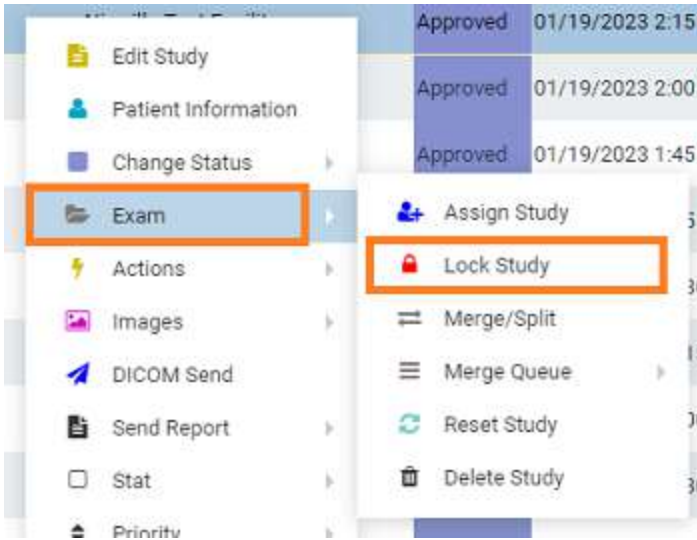 Approved 01/19/2023 2:15
Edit Study
Approved 01/19/2023 2:00
Patient Information
Change Status
Approved 01/19/2023 1:45
Exam
Assign Study
Actions
Lock Study
Images
Merge/Split
DICOM Send
Merge Queue
Send Report
Reset Study
Stat
Delete Study
Priority